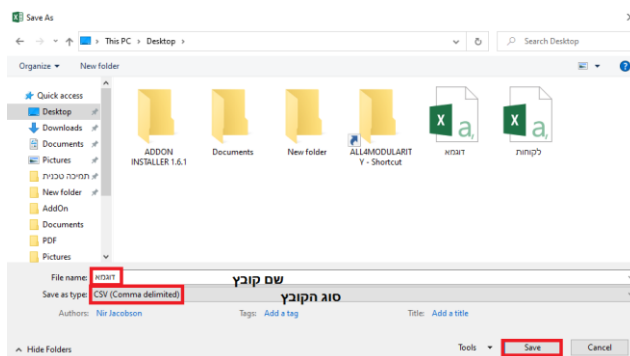 Save As
This PC > Desktop >
Search Desktop
Organize
New folder
Quick access
Desktop
Downloads
Documents
Pictures
תמיכה טכנית
New folder
AddOn
Documents
PDF
Pictures
ADDON INSTALLER 1.6.1
Documents
New folder
ALL4MODULARITY - Shortcut
דוגמא
לקוחות
File name: דוגמא
שם קובץ
Save as type: CSV (Comma delimited)
סוג הקובץ
Authors: Nir Jacobson
Tags: Add a tag
Title: Add a title
Hide Folders
Tools
Save
Cancel